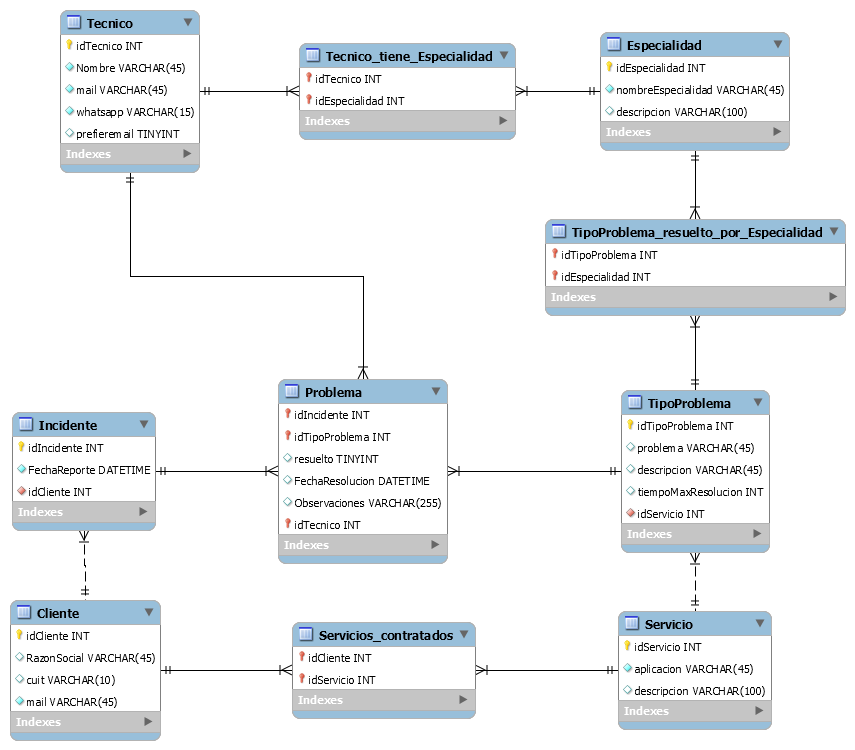 Tecnico
idTecnico INT
Nombre VARCHAR(45)
mail VARCHAR(45)
whatsapp VARCHAR(15)
prefieremail TINYINT
Indexes
Tecnico_tiene_Especialidad
idTecnico INT
idEspecialidad INT
Indexes
Especialidad
idEspecialidad INT
nombreEspecialidad VARCHAR(45)
descripcion VARCHAR(100)
Indexes
TipoProblema_resuelto_por_Especialidad
idTipoProblema INT
idEspecialidad INT
Indexes
Incidente
idIncidente INT
FechaReporte DATETIME
idCliente INT
Indexes
Problema
idIncidente INT
idTipoProblema INT
resuelto TINYINT
FechaResolucion DATETIME
Observaciones VARCHAR(255)
idTecnico INT
Indexes
TipoProblema
idTipoProblema INT
problema VARCHAR(45)
descripcion VARCHAR(45)
tiempoMaxResolucion INT
idServicio INT
Indexes
Cliente
idCliente INT
RazonSocial VARCHAR(45)
cuit VARCHAR(10)
mail VARCHAR(45)
Indexes
Servicios_contratados
idCliente INT
idServicio INT
Indexes
Servicio
idServicio INT
aplicacion VARCHAR(45)
descripcion VARCHAR(100)
Indexes